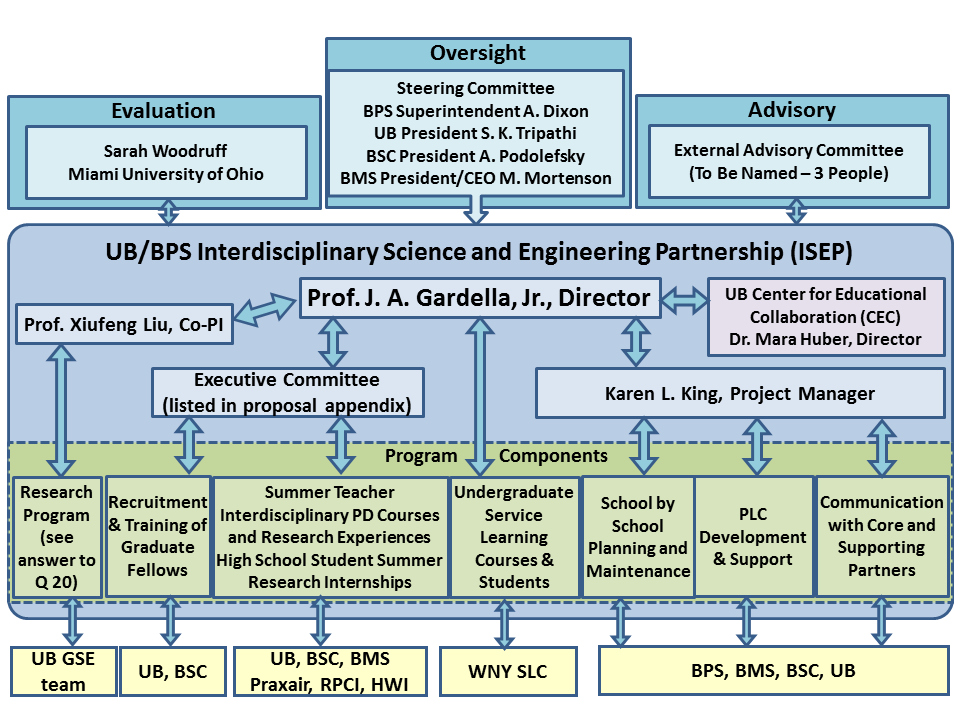 Oversight
Steering Committee
BPS Superintendent A. Dixon
UB President S. K. Tripathi
BSC President A. Podolefsky
BMS President/CEO M. Mortenson
Evaluation
Sarah Woodruff
Miami University of Ohio
Advisory
External Advisory Committee
(To Be Named – 3 People)
UB/BPS Interdisciplinary Science and Engineering Partnership (ISEP)
Prof. J. A. Gardella, Jr., Director
Prof. Xiufeng Liu, Co-PI
UB Center for Educational
Collaboration (CEC)
Dr. Mara Huber, Director
Executive Committee
(listed in proposal appendix)
Karen L. King, Project Manager
Program Components
Research
Program
(see
answer to
Q 20)
Recruitment
& Training of
Graduate
Fellows
Summer Teacher
Interdisciplinary PD Courses
and Research Experiences
High School Student Summer
Research Internships
Undergraduate
Service
Learning
Courses &
Students
School by
School
Planning and
Maintenance
PLC
Development
& Support
Communication
with Core and
Supporting
Partners
UB GSE
team
UB, BSC
UB, BSC, BMS
Praxair, RPCI, HWI
WNY SLC
BPS, BMS, BSC, UB